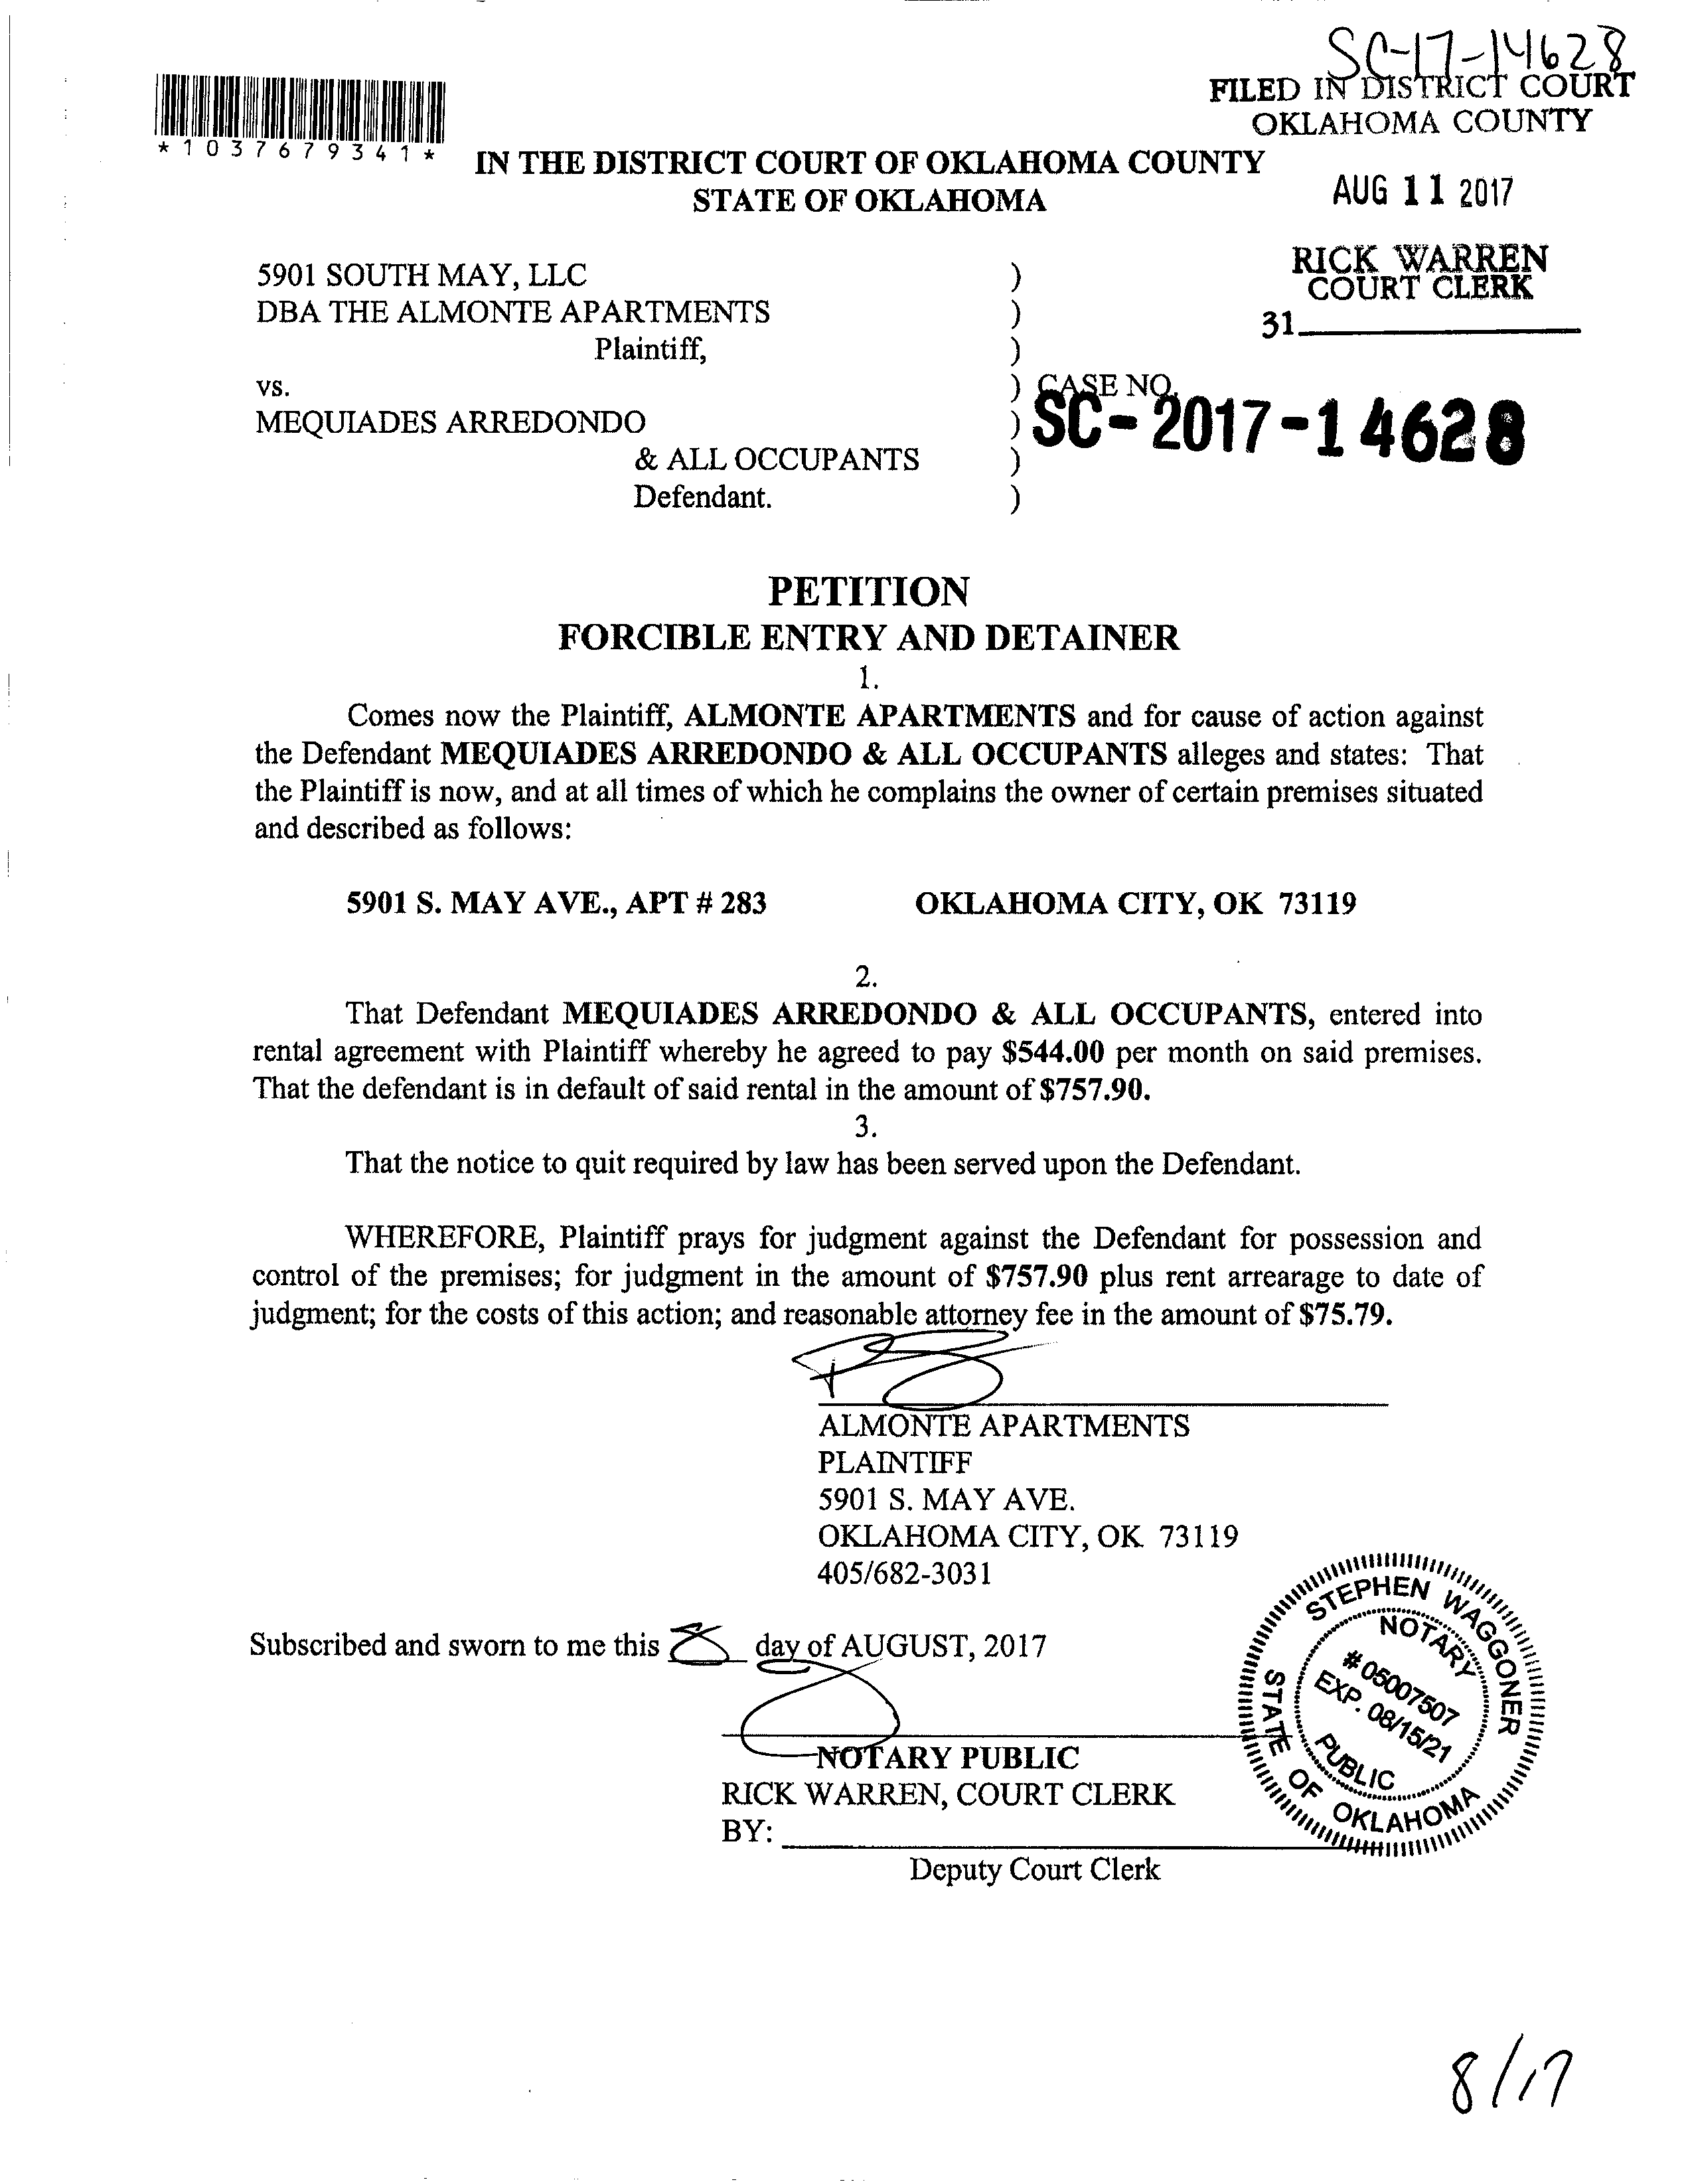 SC-17-14628
FILED IN DISTRICT COURT
OKLAHOMA COUNTY
*1037679341*
IN THE DISTRICT COURT OF OKLAHOMA COUNTY
STATE OF OKLAHOMA
AUG 11 2017
RICK WARREN
COURT CLERK
31
5901 SOUTH MAY, LLC )
DBA THE ALMONTE APARTMENTS )
Plaintiff, )
vs. ) CASE NO.
MEQUIADES ARREDONDO ) SC-2017-14628
& ALL OCCUPANTS )
Defendant. )
PETITION
FORCIBLE ENTRY AND DETAINER
1.
Comes now the Plaintiff, ALMONTE APARTMENTS and for cause of action against
the Defendant MEQUIADES ARREDONDO & ALL OCCUPANTS alleges and states: That
the Plaintiff is now, and at all times of which he complains the owner of certain premises situated
and described as follows:
5901 S. MAY AVE., APT # 283 OKLAHOMA CITY, OK 73119
2.
That Defendant MEQUIADES ARREDONDO & ALL OCCUPANTS, entered into
rental agreement with Plaintiff whereby he agreed to pay $544.00 per month on said premises.
That the defendant is in default of said rental in the amount of $757.90.
3.
That the notice to quit required by law has been served upon the Defendant.
WHEREFORE, Plaintiff prays for judgment against the Defendant for possession and
control of the premises; for judgment in the amount of $757.90 plus rent arrearage to date of
judgment; for the costs of this action; and reasonable attorney fee in the amount of $75.79.
ALMONTE APARTMENTS
PLAINTIFF
5901 S. MAY AVE.
OKLAHOMA CITY, OK 73119
405/682-3031
Subscribed and sworn to me this 8 day of AUGUST, 2017
NOTARY PUBLIC
RICK WARREN, COURT CLERK
BY:
Deputy Court Clerk
STEPHEN WAGGONER
NOTARY
# 05007507
EXP. 08/15/21
PUBLIC
STATE OF OKLAHOMA
8/17